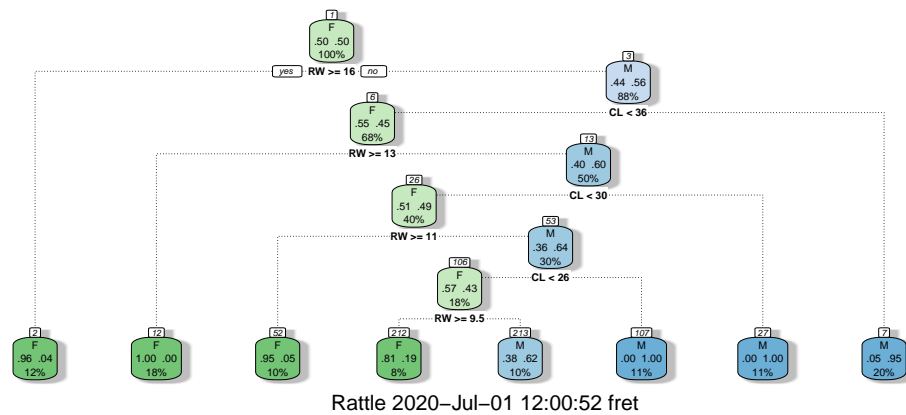 1
F
.50 .50
100%
yes RW >= 16 no
3
M
.44 .56
88%
CL < 36
6
F
.55 .45
68%
RW >= 13
13
M
.40 .60
50%
CL < 30
26
F
.51 .49
40%
RW >= 11
53
M
.36 .64
30%
CL < 26
106
F
.57 .43
18%
RW >= 9.5
2
F
.96 .04
12%
12
F
1.00 .00
18%
52
F
.95 .05
10%
212
F
.81 .19
8%
213
M
.38 .62
10%
107
M
.00 1.00
11%
27
M
.00 1.00
11%
7
M
.05 .95
20%
Rattle 2020−Jul−01 12:00:52 fret